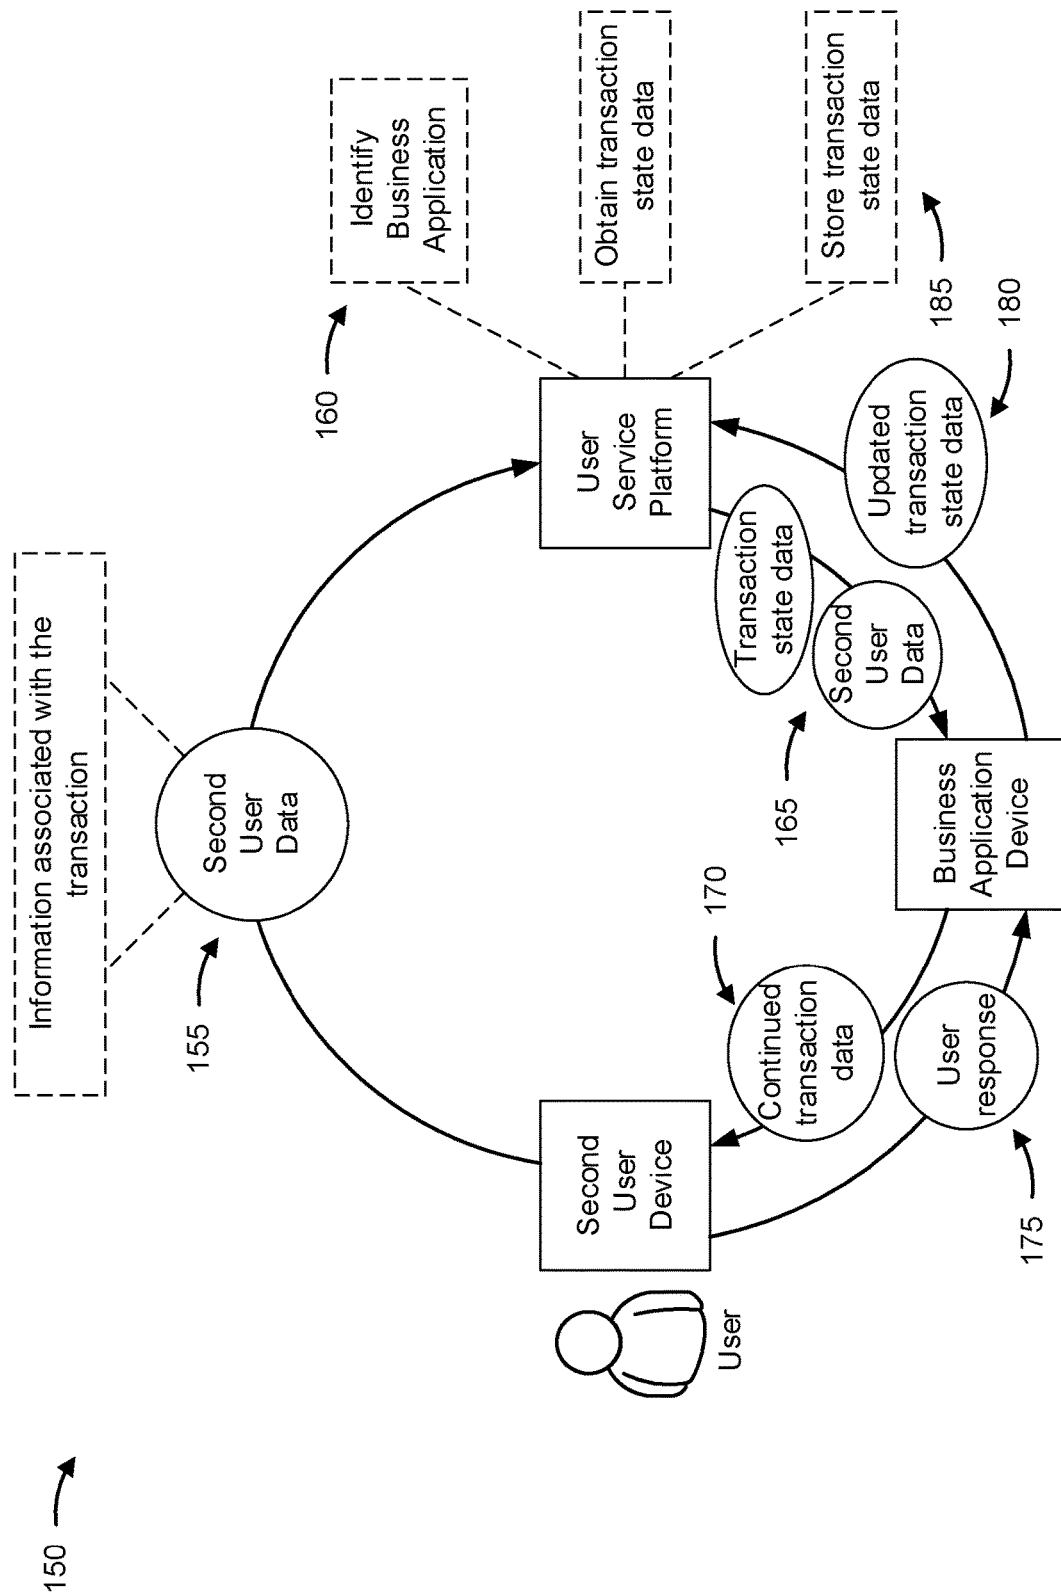 150
Information associated with the
transaction
155
Second
User
Data
160
Identify
Business
Application
Obtain transaction
state data
Store transaction
state data
185
User
Service
Platform
Second
User
Device
User
Transaction
state data
Second
User
Data
165
170
Continued
transaction
data
User
response
175
Business
Application
Device
Updated
transaction
state data
180